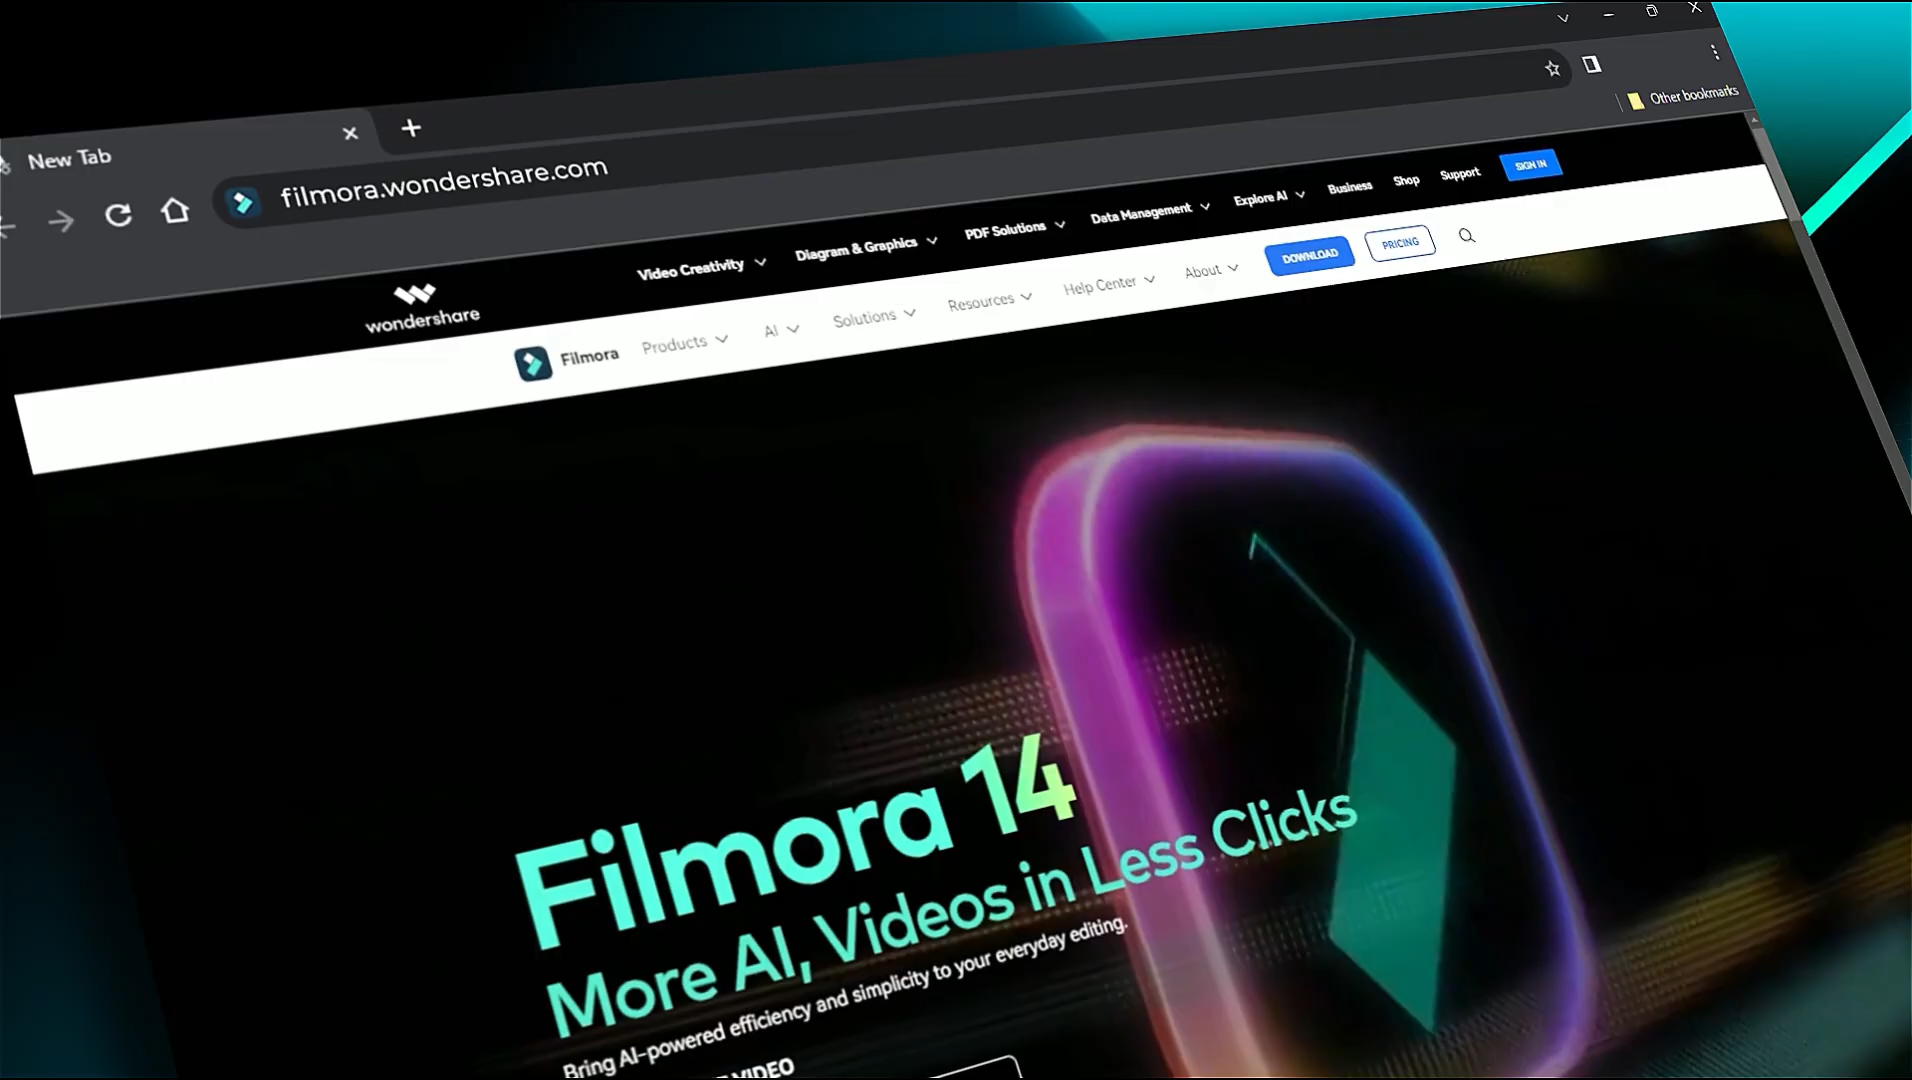 New Tab
filmora.wondershare.com
Other bookmarks
wondershare
Video Creativity
Diagram & Graphics
PDF Solutions
Data Management
Explore AI
Business
Shop
Support
SIGN IN
Filmora
Products
AI
Solutions
Resources
Help Center
About
DOWNLOAD
PRICING
Filmora 14
More AI, Videos in Less Clicks
Bring AI-powered efficiency and simplicity to your everyday editing.
VIDEO